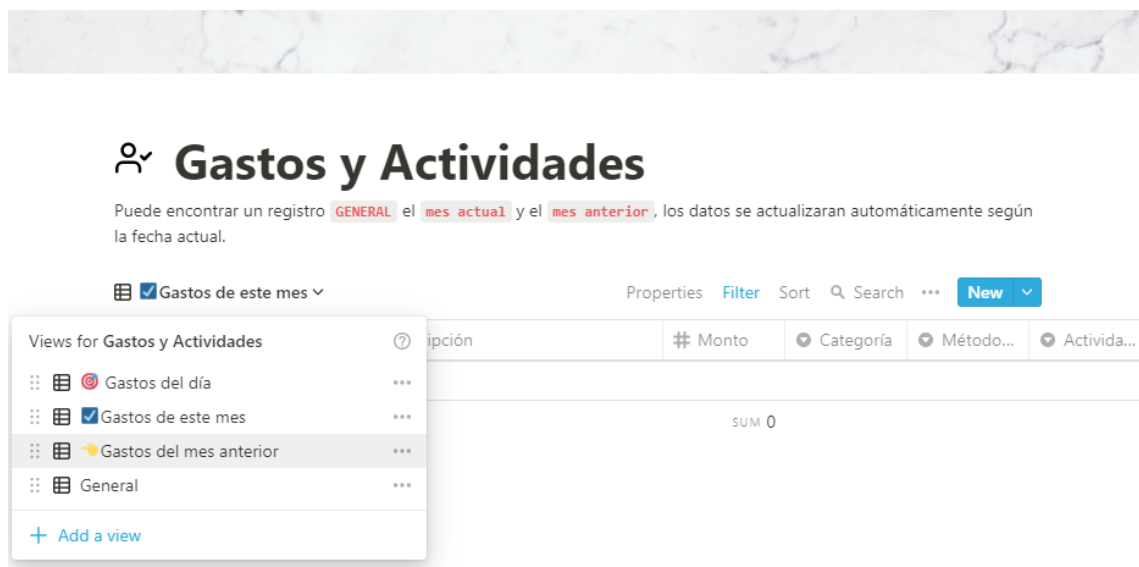 Gastos y Actividades
Puede encontrar un registro GENERAL el mes actual y el mes anterior, los datos se actualizaran automáticamente según
la fecha actual.
☑Gastos de este mes
Properties Filter Sort Search ••• New
Views for Gastos y Actividades
ipción # Monto Categoría Método... Activida...
🎯 Gastos del día •••
☑Gastos de este mes •••
SUM 0
👈Gastos del mes anterior •••
General •••
+ Add a view